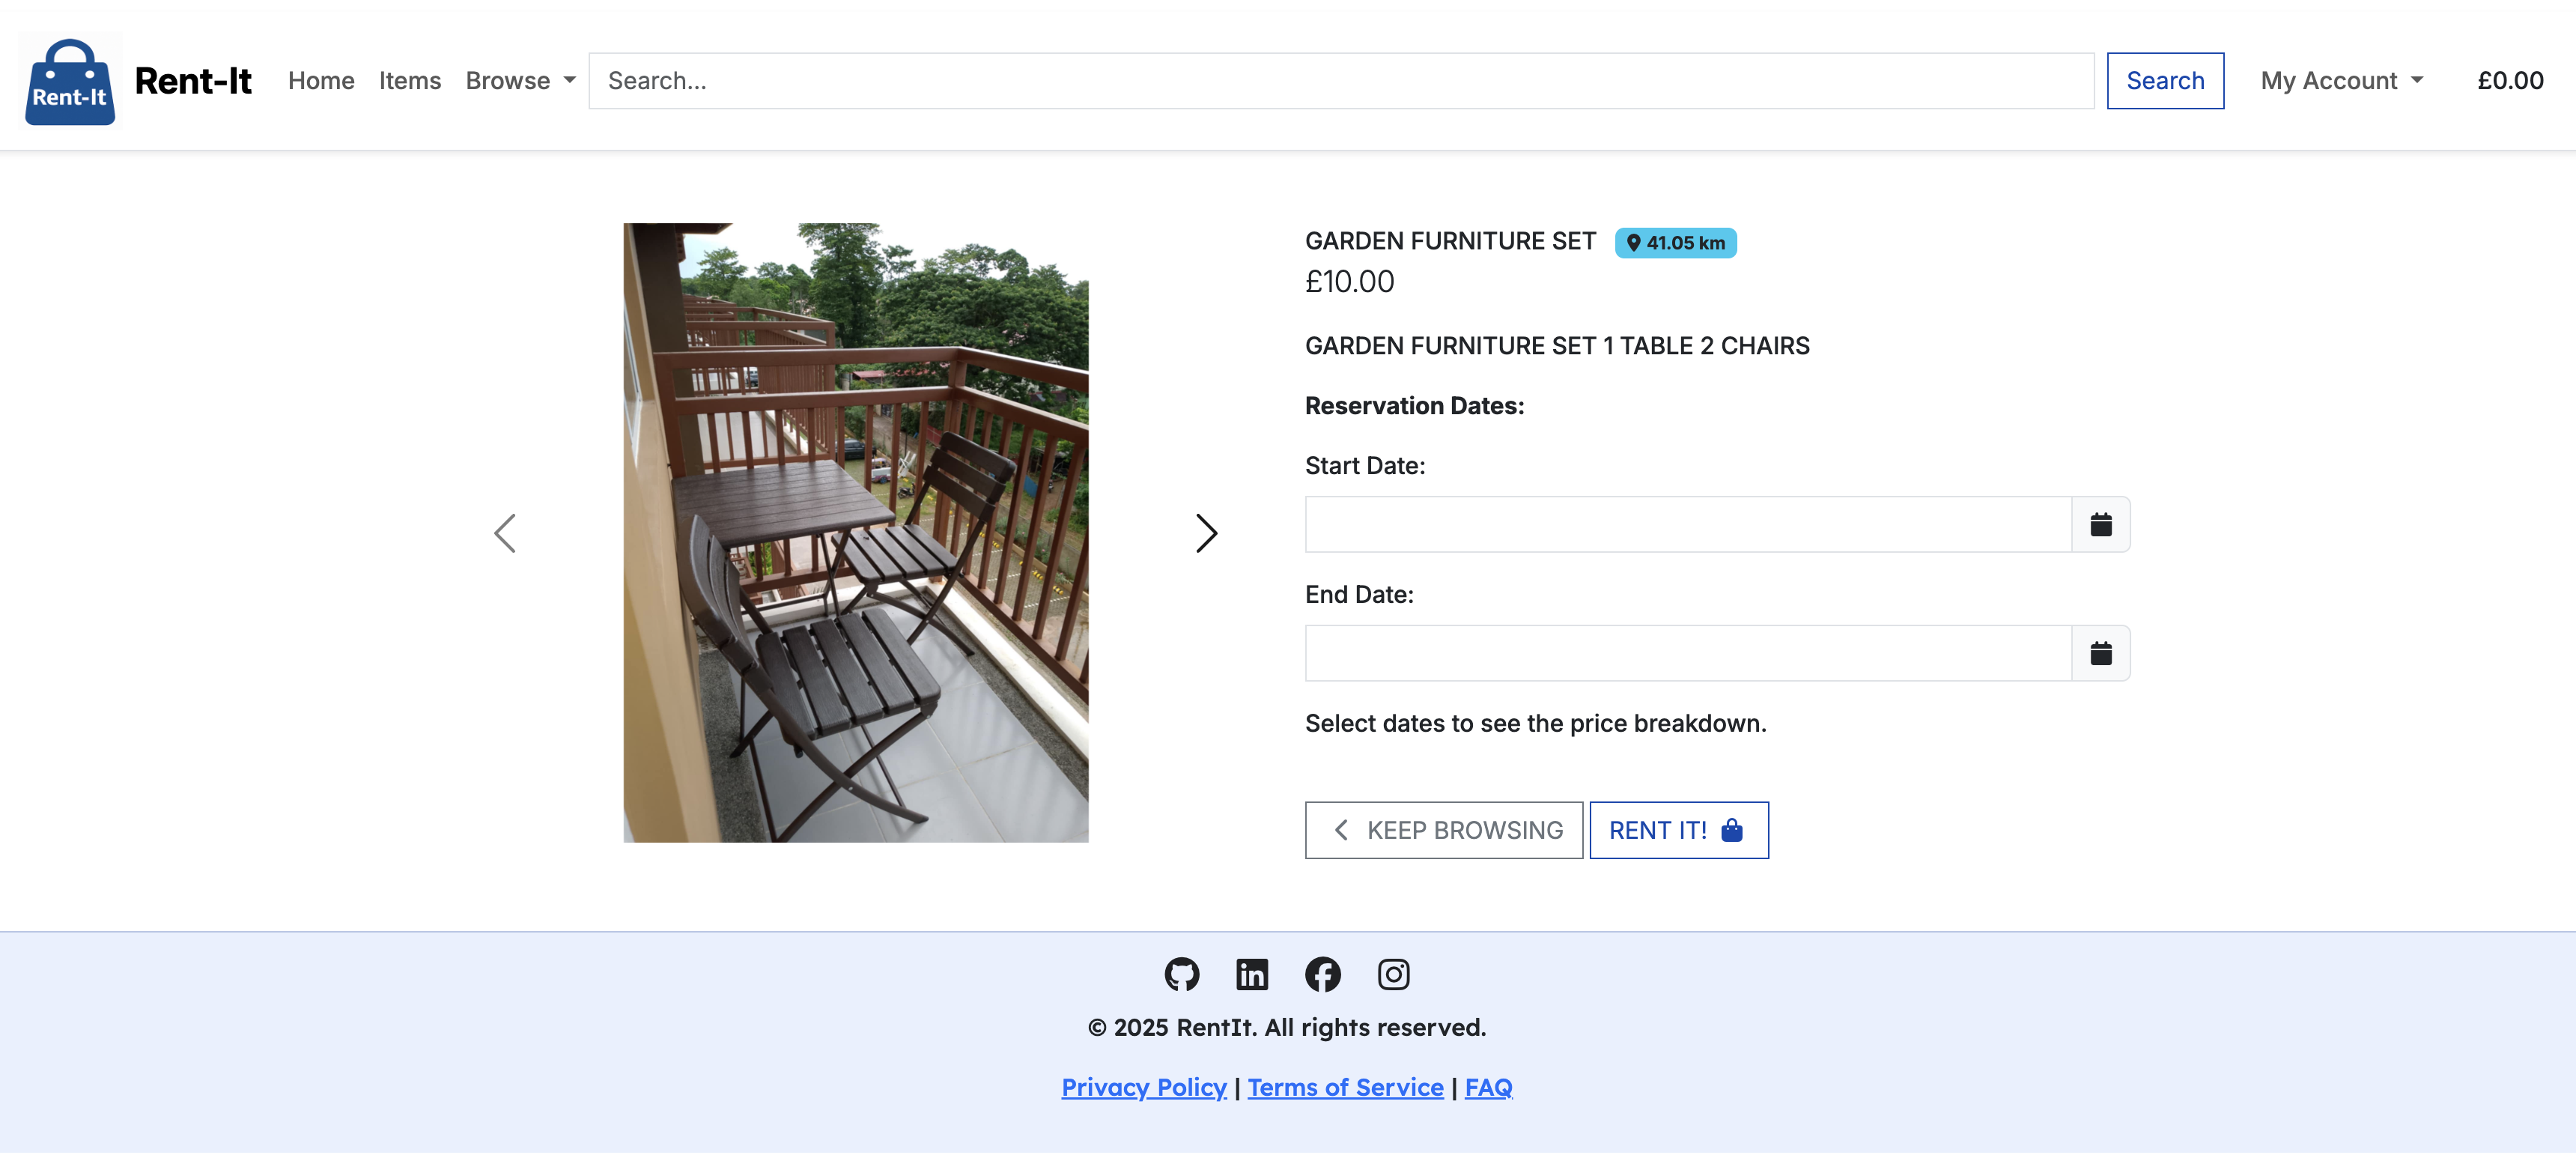 Rent-It
Rent-It Home Items Browse Search... Search My Account £0.00
GARDEN FURNITURE SET 41.05 km
£10.00
GARDEN FURNITURE SET 1 TABLE 2 CHAIRS
Reservation Dates:
Start Date:
End Date:
Select dates to see the price breakdown.
KEEP BROWSING RENT IT!
© 2025 RentIt. All rights reserved.
Privacy Policy | Terms of Service | FAQ